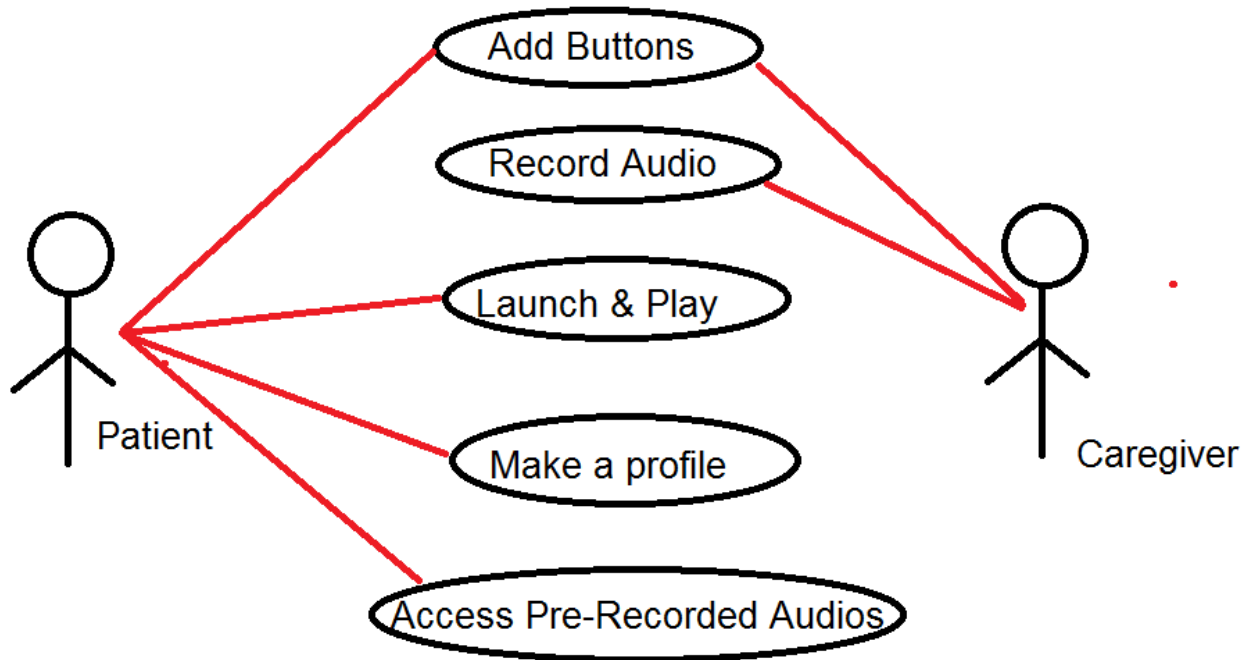 Add Buttons
Record Audio
Launch & Play
Patient
Make a profile
Caregiver
Access Pre-Recorded Audios